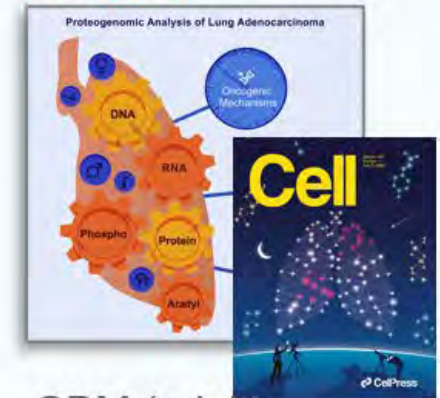 Proteogenomic Analysis of Lung Adenocarcinoma
Oncogenic
Mechanisms
DNA
RNA
Cell
Phospho
Protein
Acetyl
CellPress